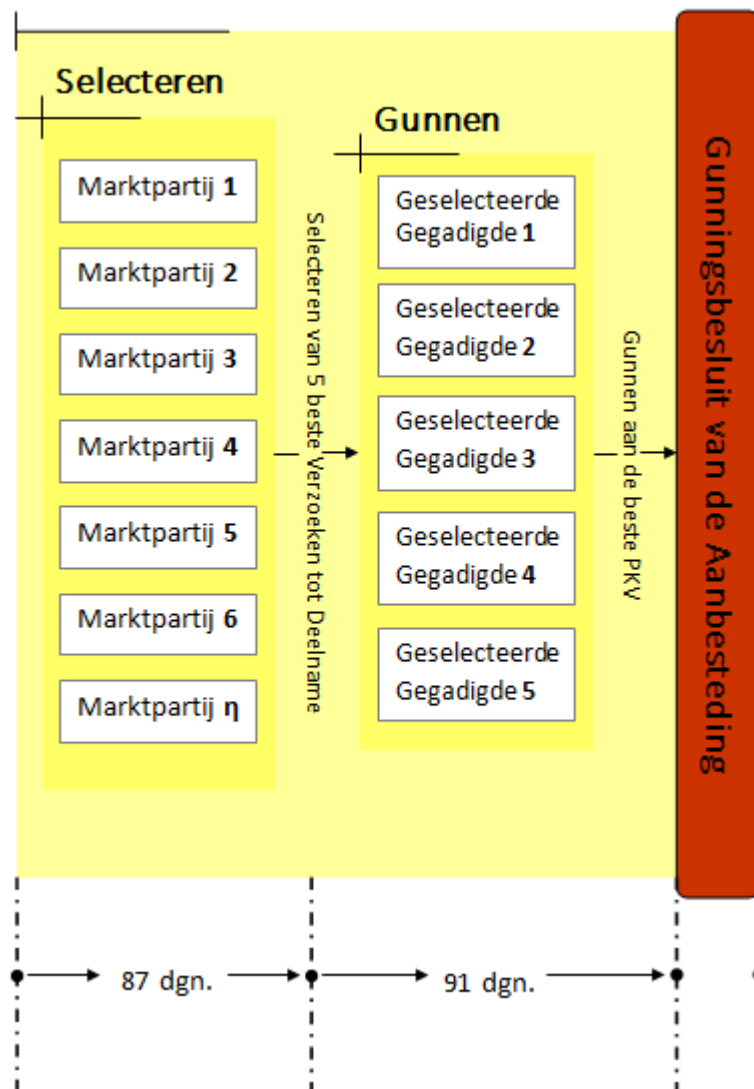 Selecteren
Marktpartij 1
Marktpartij 2
Marktpartij 3
Marktpartij 4
Marktpartij 5
Marktpartij 6
Marktpartij η
Selecteren van 5 beste Verzoeken tot Deelname
Gunnen
Geselecteerde
Gegadigde 1
Geselecteerde
Gegadigde 2
Geselecteerde
Gegadigde 3
Geselecteerde
Gegadigde 4
Geselecteerde
Gegadigde 5
Gunnen aan de beste PKV
Gunningsbesluit van de Aanbesteding
87 dgn.
91 dgn.